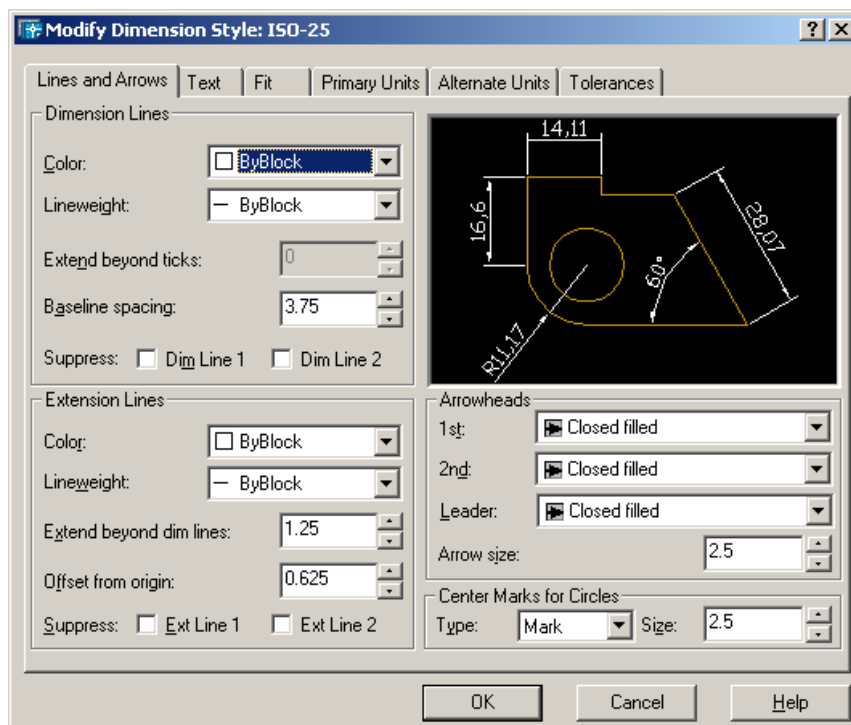 Modify Dimension Style: ISO-25
Lines and Arrows Text Fit Primary Units Alternate Units Tolerances
Dimension Lines
Color: ByBlock
Lineweight: ByBlock
Extend beyond ticks: 0
Baseline spacing: 3.75
Suppress: Dim Line 1 Dim Line 2
14,11
16,6
28,07
60°
R11,17
Extension Lines
Color: ByBlock
Lineweight: ByBlock
Extend beyond dim lines: 1.25
Offset from origin: 0.625
Suppress: Ext Line 1 Ext Line 2
Arrowheads
1st: Closed filled
2nd: Closed filled
Leader: Closed filled
Arrow size: 2.5
Center Marks for Circles
Type: Mark Size: 2.5
OK Cancel Help